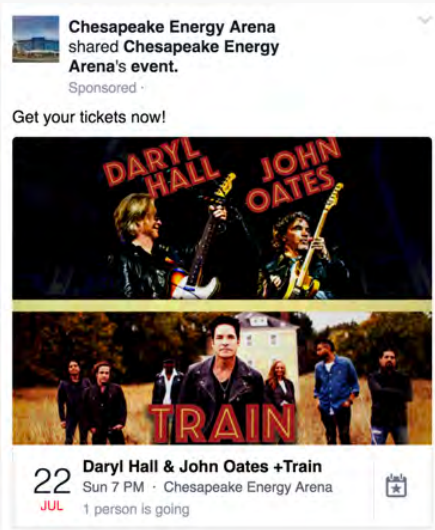 Chesapeake Energy Arena
shared Chesapeake Energy
Arena's event.
Sponsored ·
Get your tickets now!
DARYL HALL
JOHN OATES
TRAIN
22
JUL
Daryl Hall & John Oates +Train
Sun 7 PM · Chesapeake Energy Arena
1 person is going